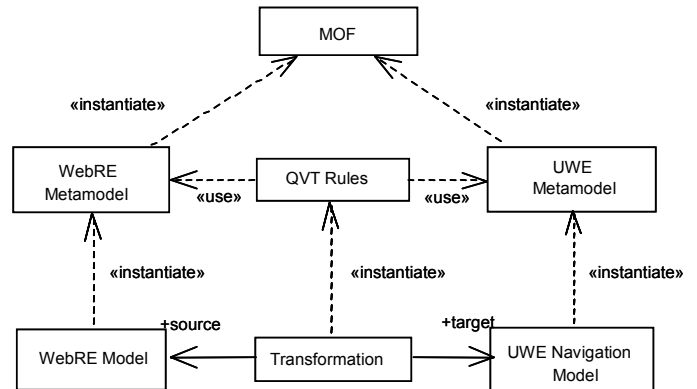 MOF
«instantiate»
«instantiate»
WebRE
Metamodel
QVT Rules
UWE
Metamodel
«use»
«use»
«instantiate»
«instantiate»
«instantiate»
+source
+target
WebRE Model
Transformation
UWE Navigation
Model